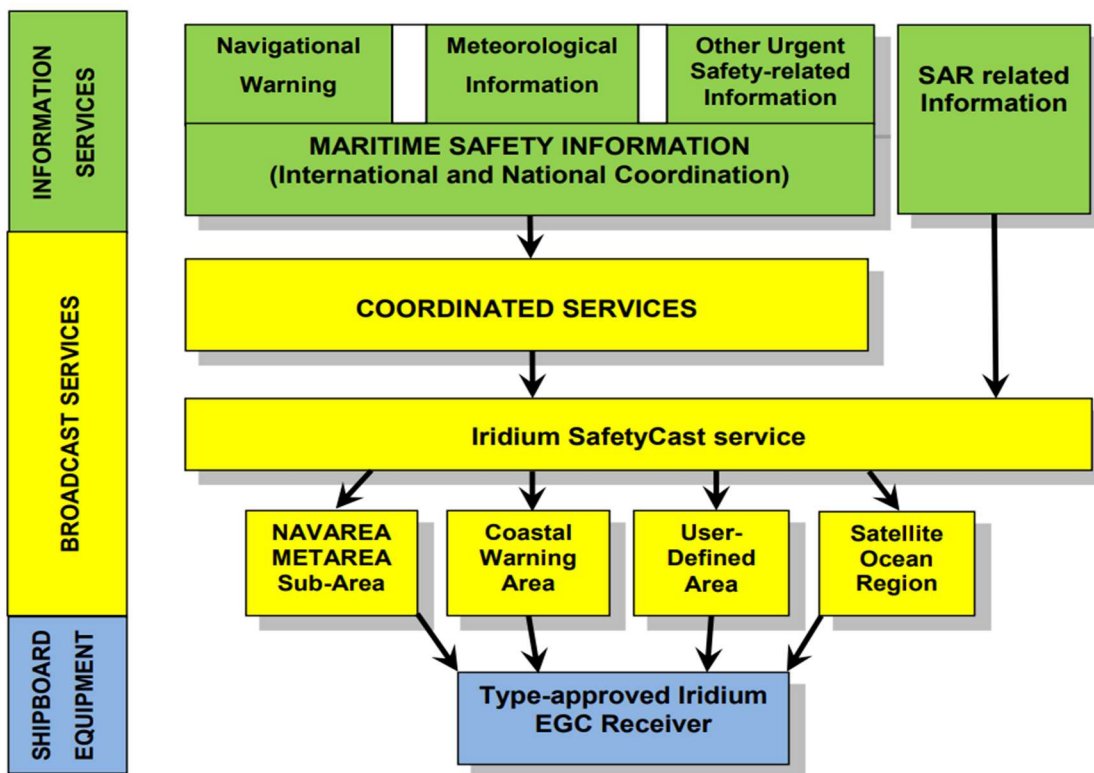 INFORMATION
SERVICES
Navigational
Warning
Meteorological
Information
Other Urgent
Safety-related
Information
SAR related
Information
MARITIME SAFETY INFORMATION
(International and National Coordination)
BROADCAST SERVICES
COORDINATED SERVICES
Iridium SafetyCast service
NAVAREA
METAREA
Sub-Area
Coastal
Warning
Area
User-
Defined
Area
Satellite
Ocean
Region
SHIPBOARD
EQUIPMENT
Type-approved Iridium
EGC Receiver